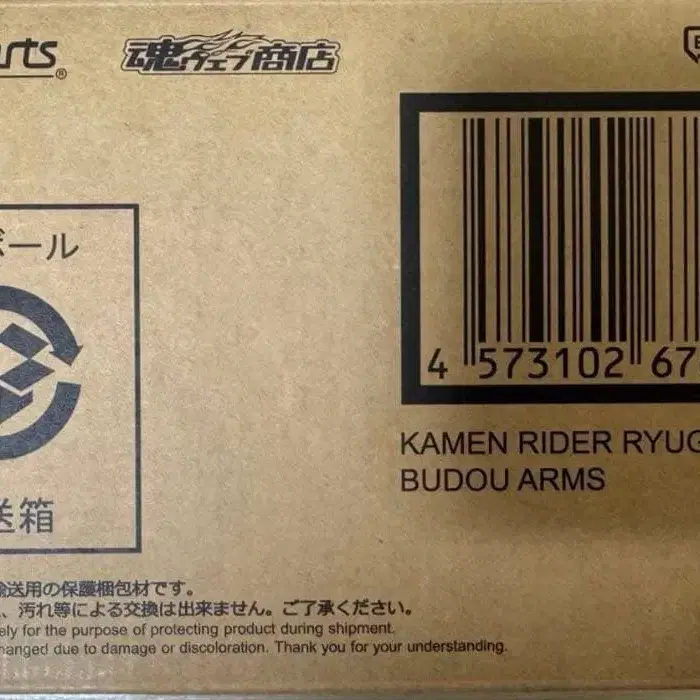 arts®
魂ウェブ商店
ボール
4 573102 67
KAMEN RIDER RYUG
BUDOU ARMS
送箱
輸送用の保護梱包材です。
、汚れ等による交換は出来ません。ご了承ください。
ely for the purpose of protecting product during shipment.
hanged due to damage or discoloration. Thank you for your understanding.